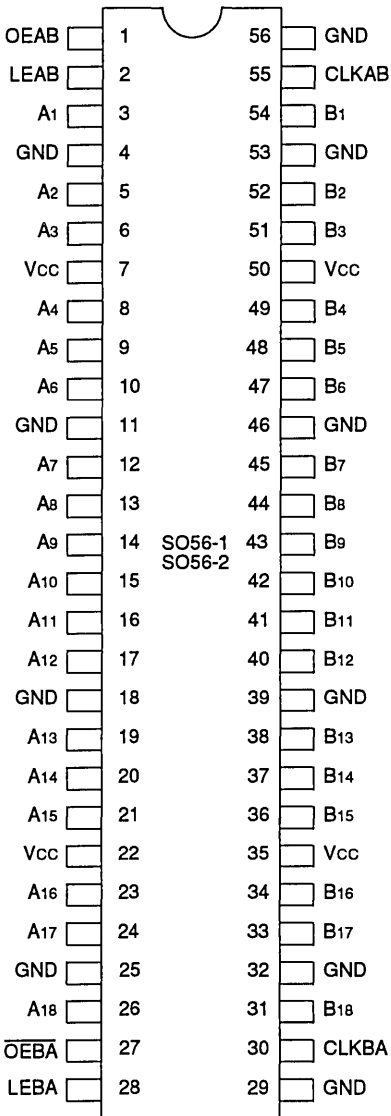 OEAB 1 56 GND
LEAB 2 55 CLKAB
A1 3 54 B1
GND 4 53 GND
A2 5 52 B2
A3 6 51 B3
VCC 7 50 VCC
A4 8 49 B4
A5 9 48 B5
A6 10 47 B6
GND 11 46 GND
A7 12 45 B7
A8 13 44 B8
A9 14 SO56-1 43 B9
SO56-2
A10 15 42 B10
A11 16 41 B11
A12 17 40 B12
GND 18 39 GND
A13 19 38 B13
A14 20 37 B14
A15 21 36 B15
VCC 22 35 VCC
A16 23 34 B16
A17 24 33 B17
GND 25 32 GND
A18 26 31 B18
O̅E̅B̅A̅ 27 30 CLKBA
LEBA 28 29 GND